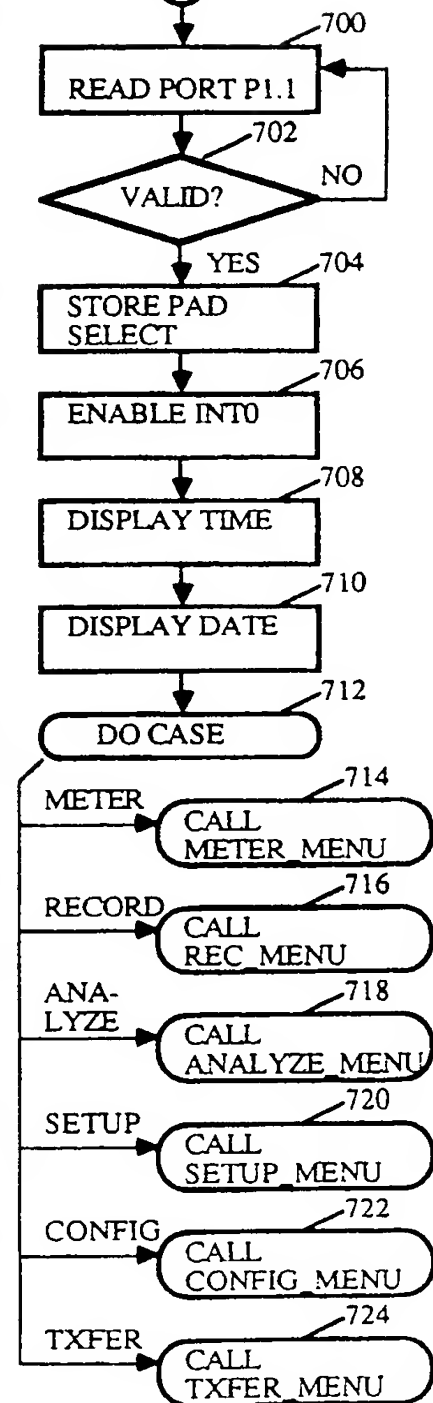 700
READ PORT P1.1
702
VALID?
NO
YES
704
STORE PAD
SELECT
706
ENABLE INT0
708
DISPLAY TIME
710
DISPLAY DATE
712
DO CASE
METER
714
CALL
METER_MENU
RECORD
716
CALL
REC_MENU
ANA-
LYZE
718
CALL
ANALYZE_MENU
SETUP
720
CALL
SETUP_MENU
CONFIG
722
CALL
CONFIG_MENU
TXFER
724
CALL
TXFER_MENU